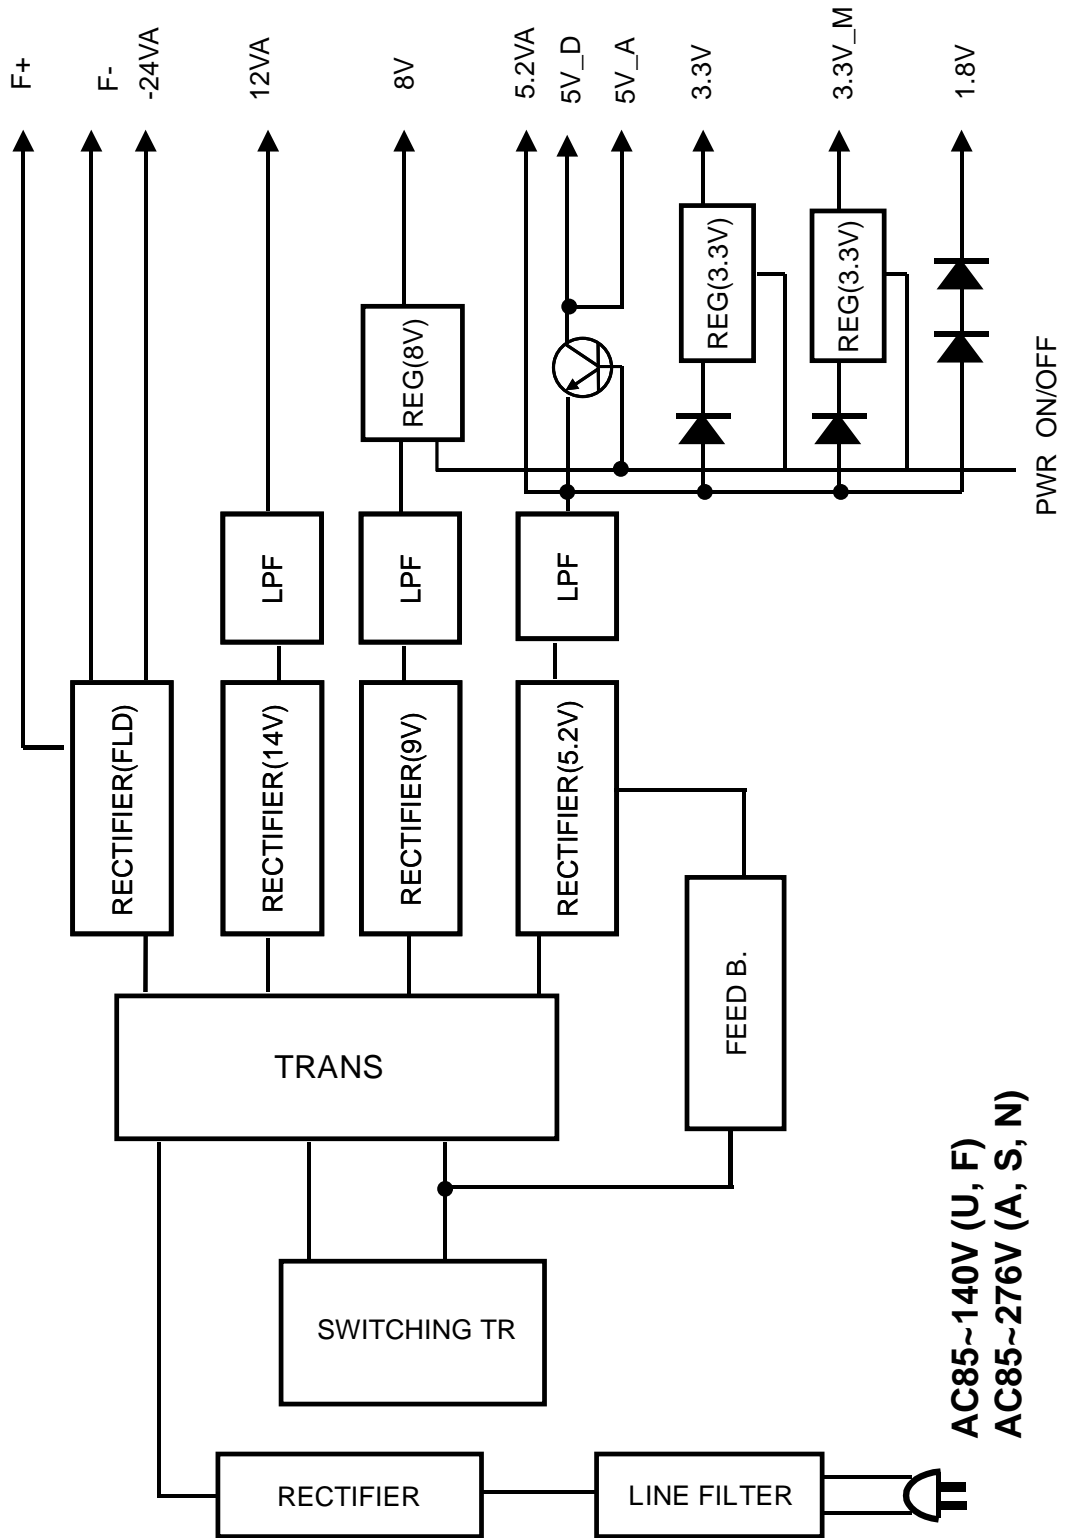 F+
F-
-24VA
12VA
8V
5.2VA
5V_D
5V_A
3.3V
3.3V_M
1.8V
REG(8V)
REG(3.3V)
REG(3.3V)
PWR ON/OFF
LPF
LPF
LPF
RECTIFIER(FLD)
RECTIFIER(14V)
RECTIFIER(9V)
RECTIFIER(5.2V)
FEED B.
TRANS
SWITCHING TR
RECTIFIER
LINE FILTER
AC85~140V (U, F)
AC85~276V (A, S, N)